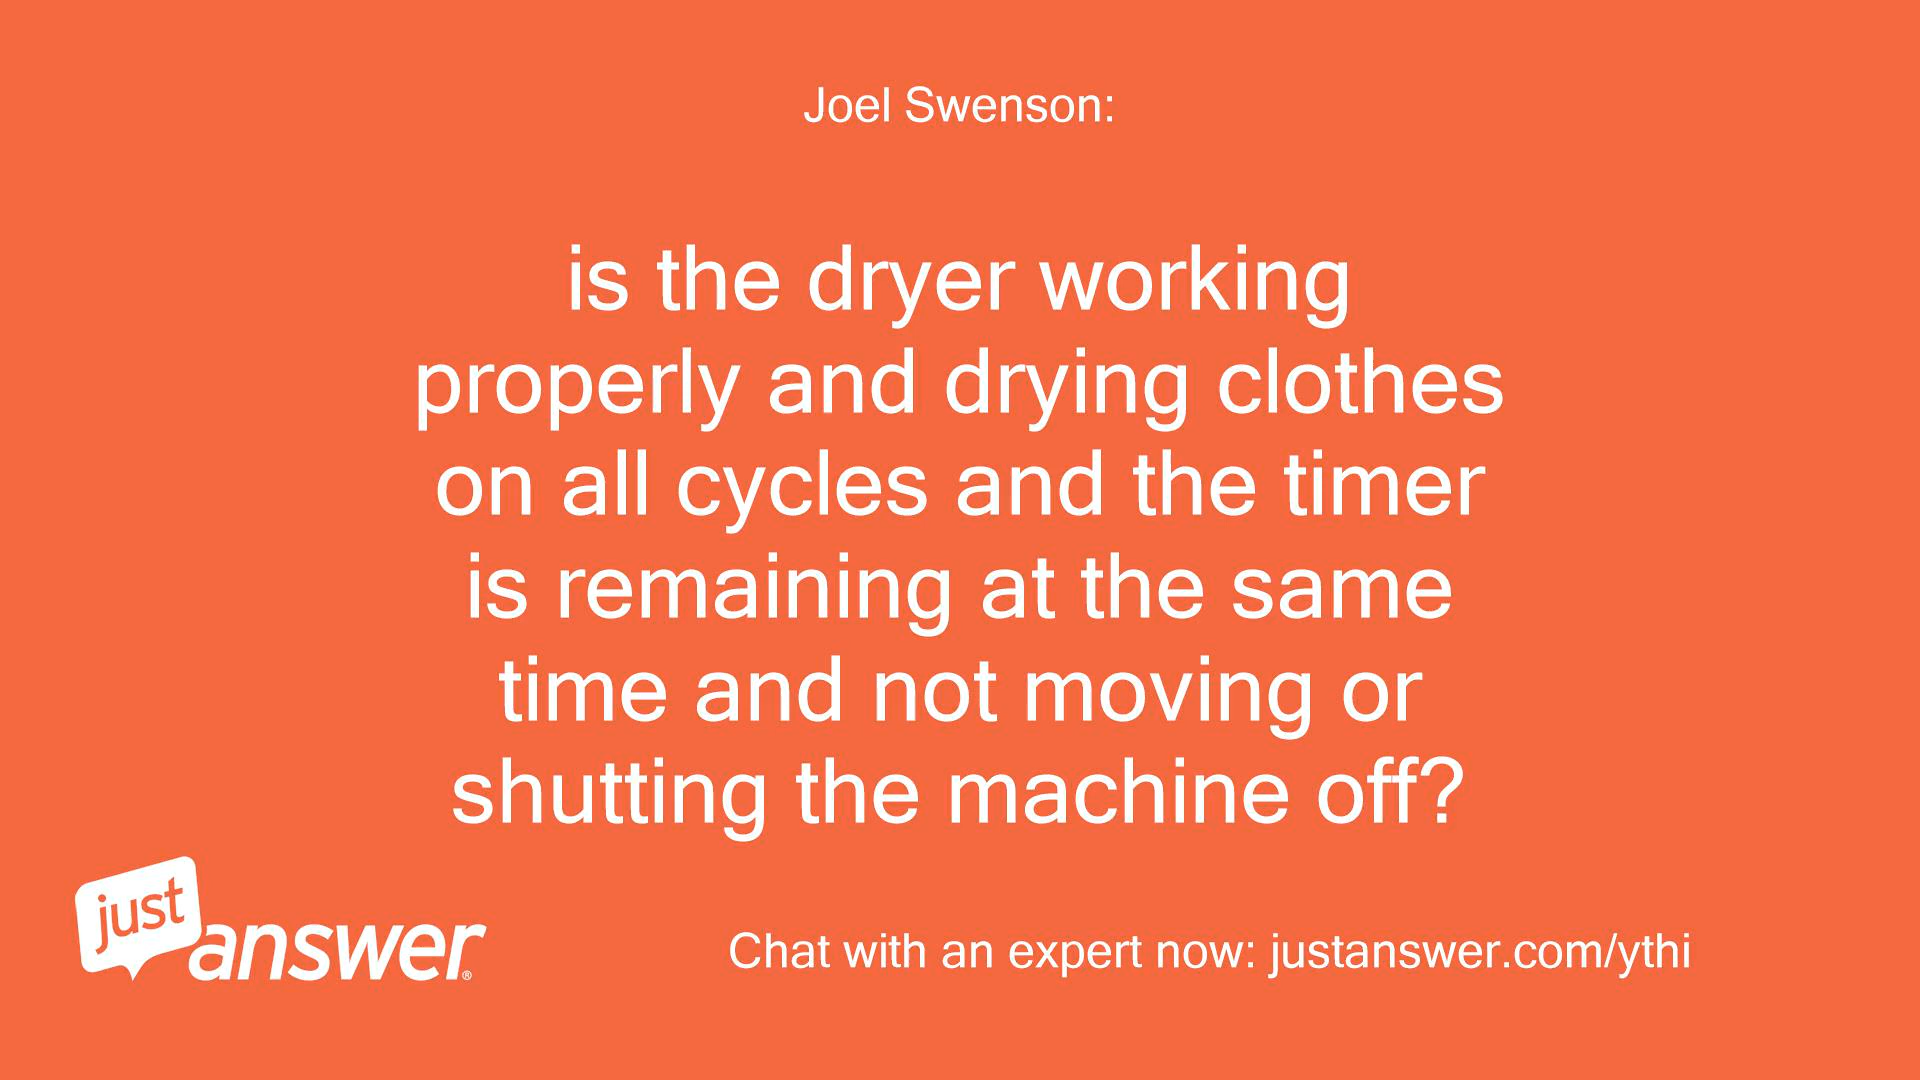 Joel Swenson:
is the dryer working
properly and drying clothes
on all cycles and the timer
is remaining at the same
time and not moving or
shutting the machine off?
just
answer®
Chat with an expert now: justanswer.com/ythi